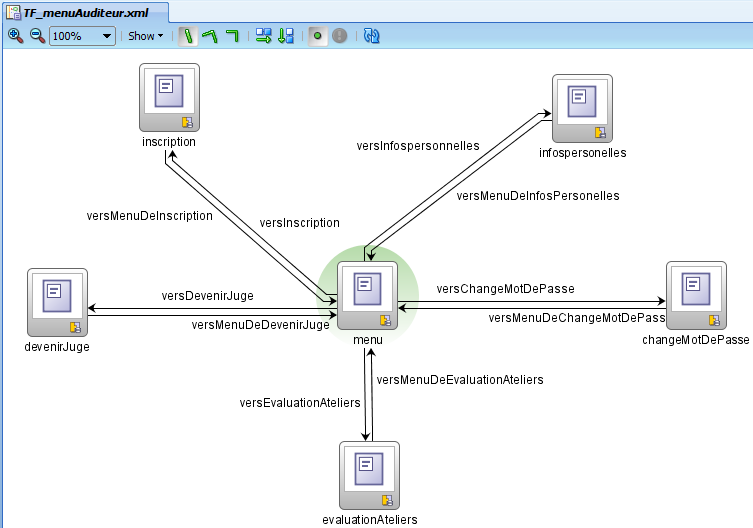 TF_menuAuditeur.xml
100% Show
inscription
infospersonelles
versInfospersonnelles
versMenuDeInfosPersonelles
versMenuDeInscription
versInscription
versDevenirJuge
versChangeMotDePasse
versMenuDeDevenirJuge
versMenuDeChangeMotDePass
devenirJuge
menu
changeMotDePasse
versMenuDeEvaluationAteliers
versEvaluationAteliers
evaluationAteliers